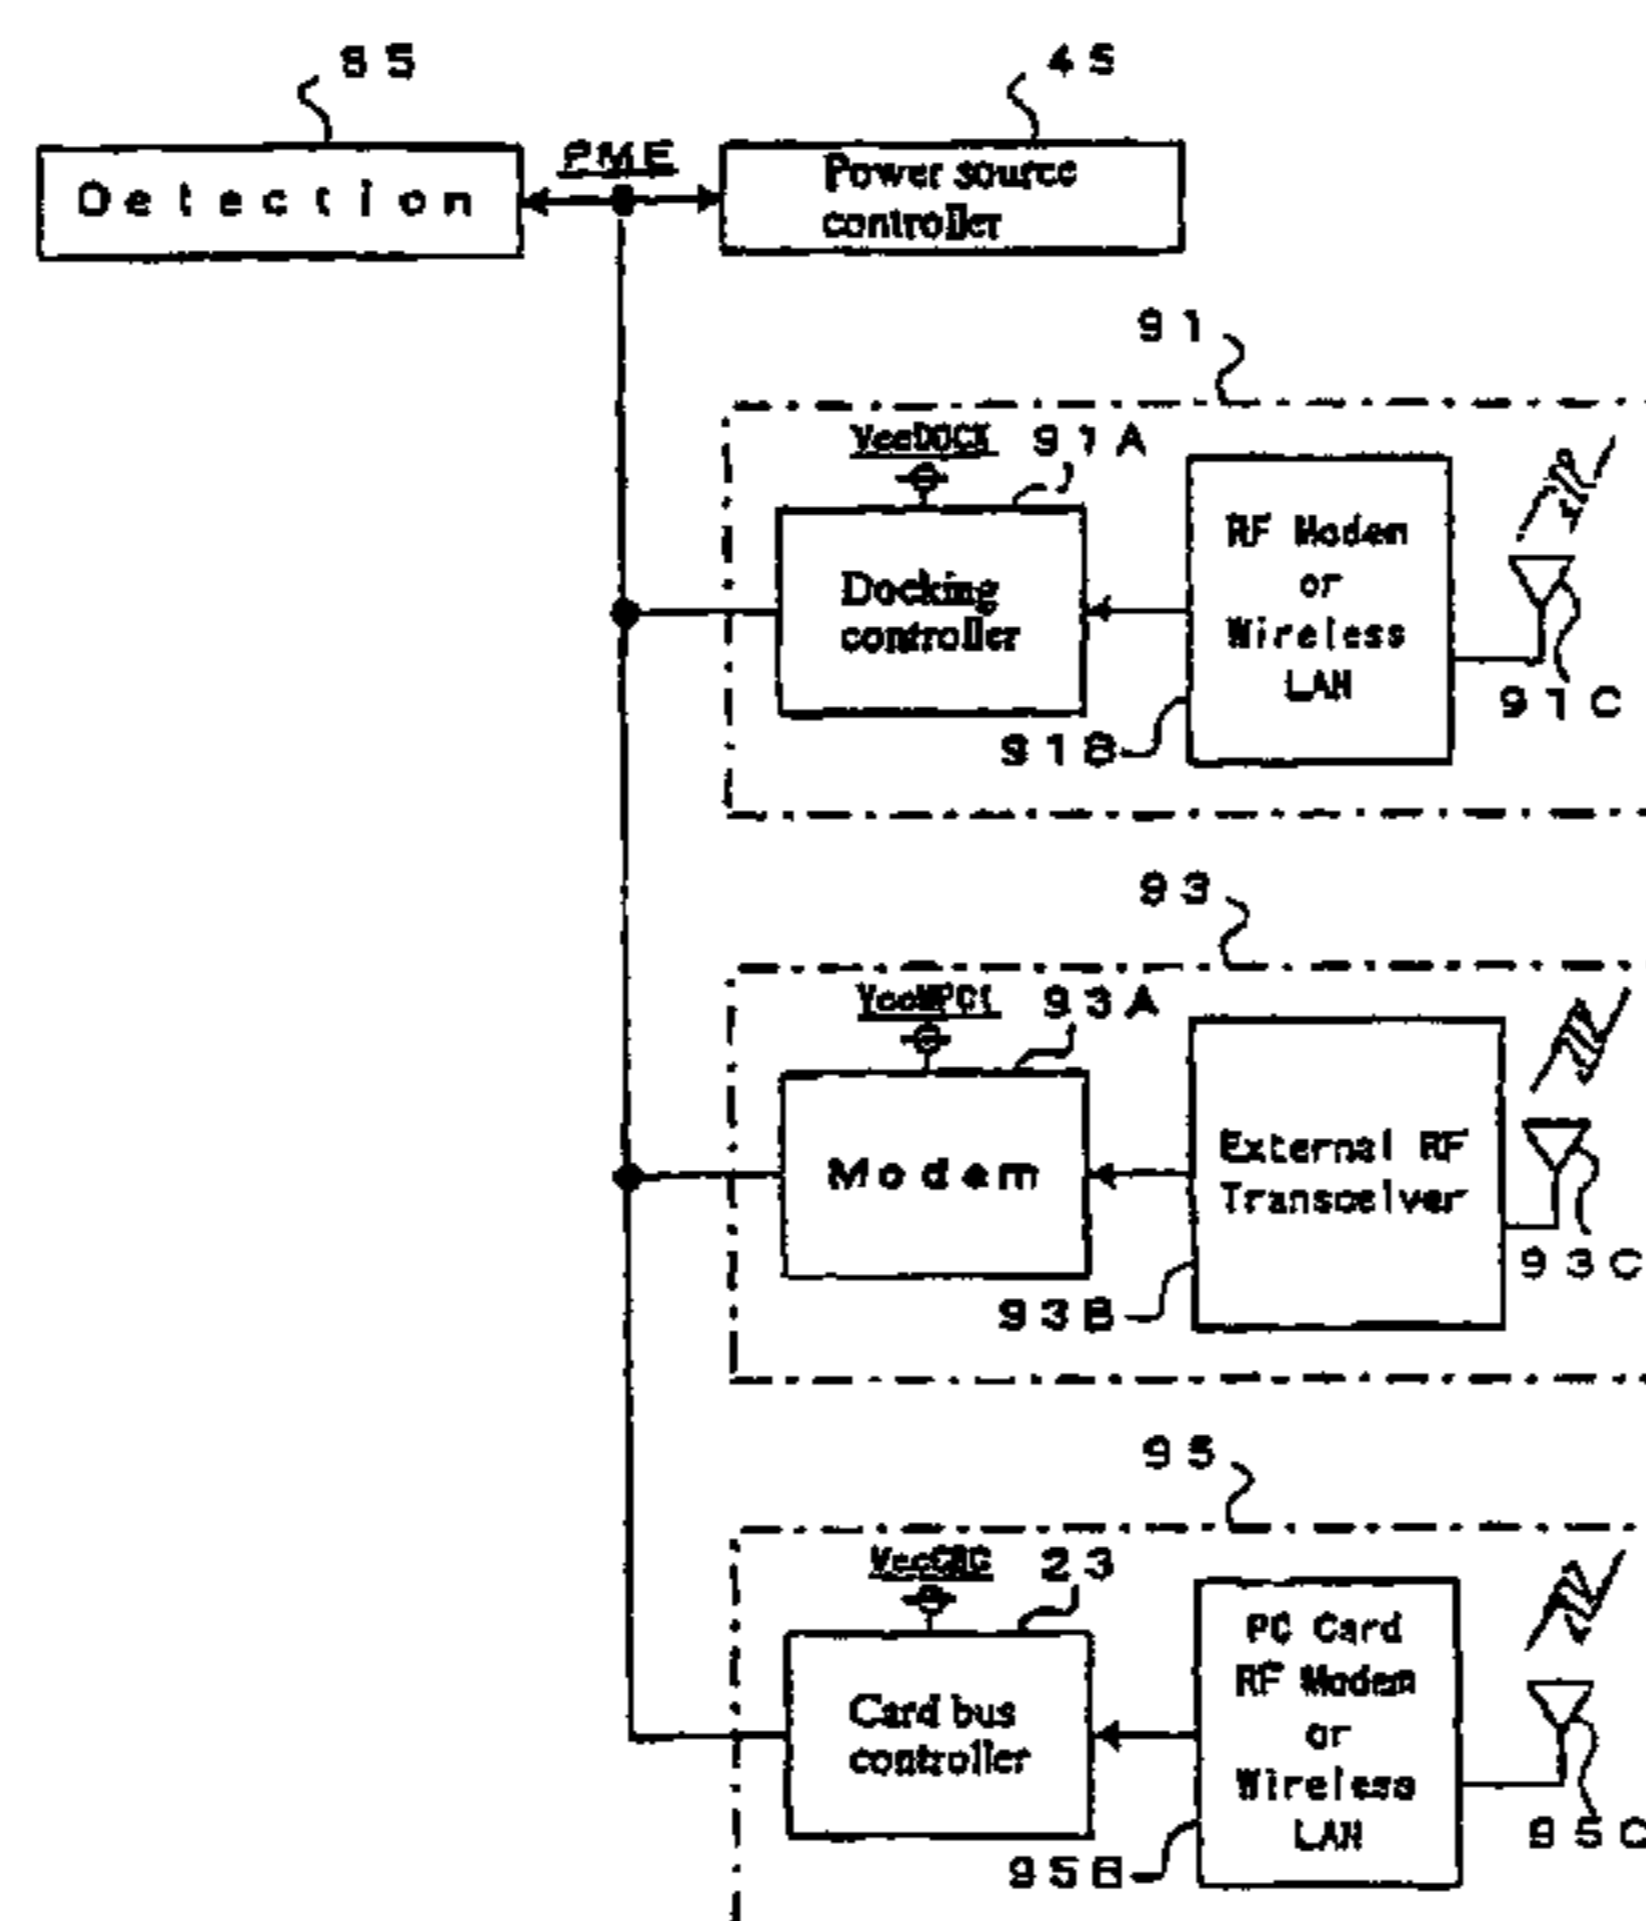 85
45
PME
Detection
Power source
controller
91
VccDOCK
91A
RF Modem
or
Wireless
LAN
Docking
controller
91B
91C
93
VccMPCI
93A
External RF
Transceiver
Modem
93B
93C
95
VccCBC
23
PC Card
RF Modem
or
Wireless
LAN
Card bus
controller
95B
95C